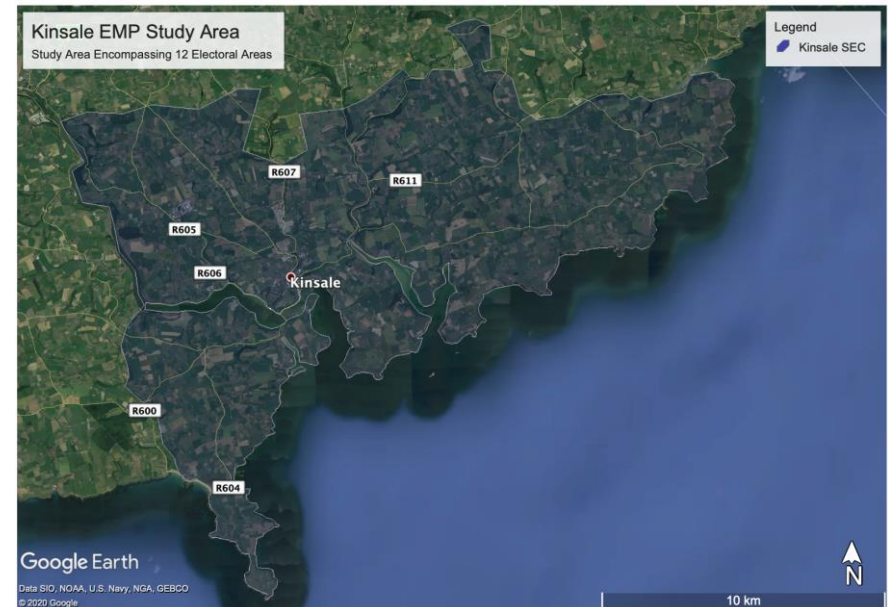 Kinsale EMP Study Area
Study Area Encompassing 12 Electoral Areas
Legend
Kinsale SEC
R607
R611
R605
R606
Kinsale
R600
R604
Google Earth
Data SIO, NOAA, U.S. Navy, NGA, GEBCO
© 2020 Google
N
10 km